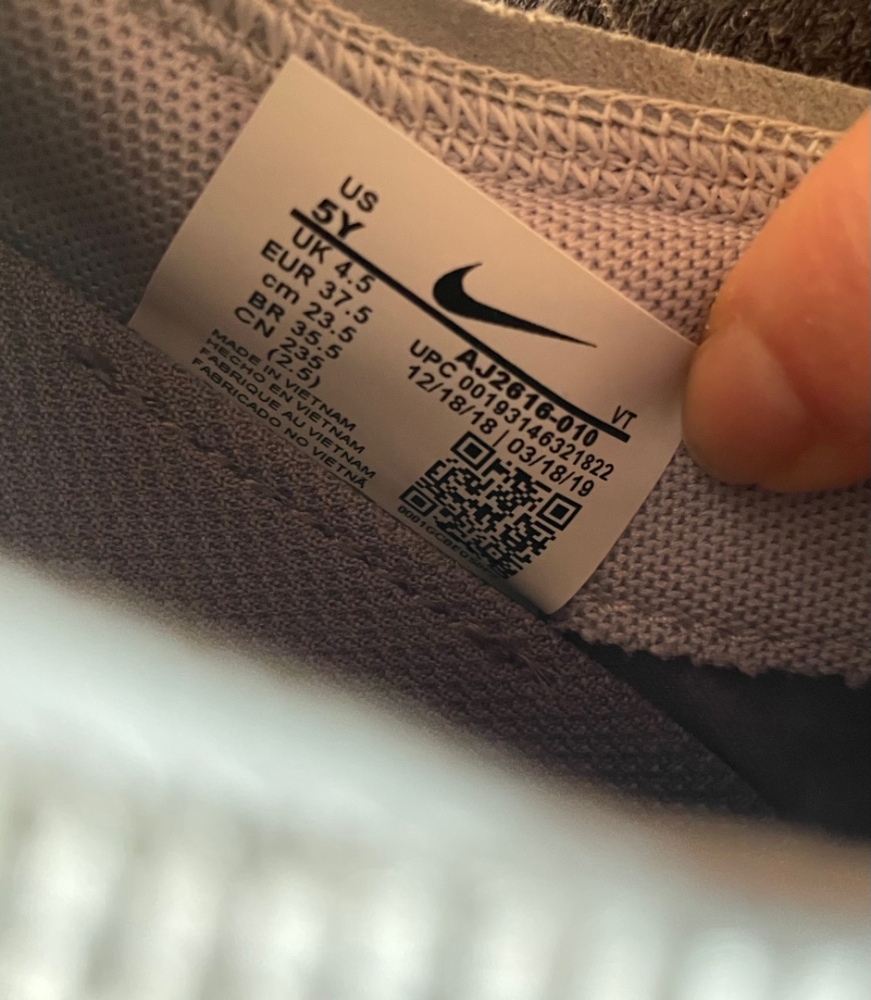 US
5Y
UK 4.5
EUR 37.5
cm 23.5
BR 35.5
CN 235
(2.5)
MADE IN VIETNAM
HECHO EN VIETNAM
FABRIQUE AU VIETNAM
FABRICADO NO
VIETNÃ
VT
AJ2616-010
UPC 00193146321822
12/18/18 / 03/18/19